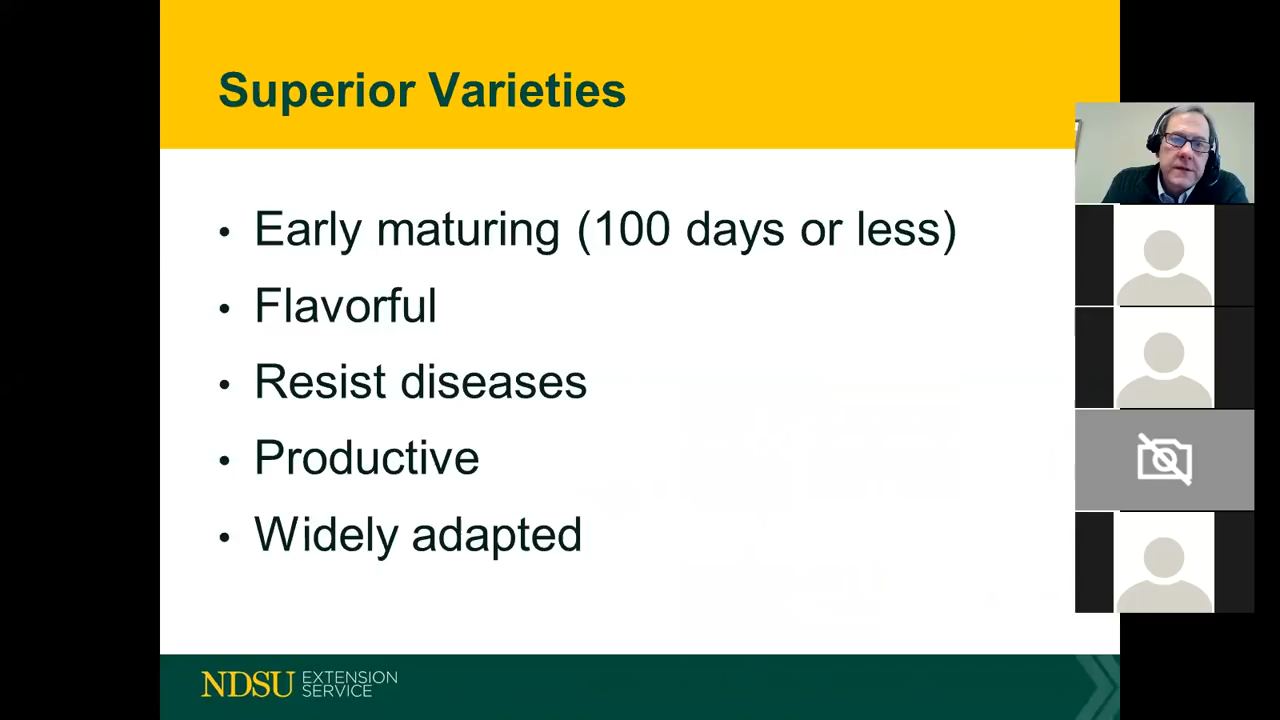 Superior Varieties
• Early maturing (100 days or less)
• Flavorful
• Resist diseases
• Productive
• Widely adapted
NDSU EXTENSION
SERVICE